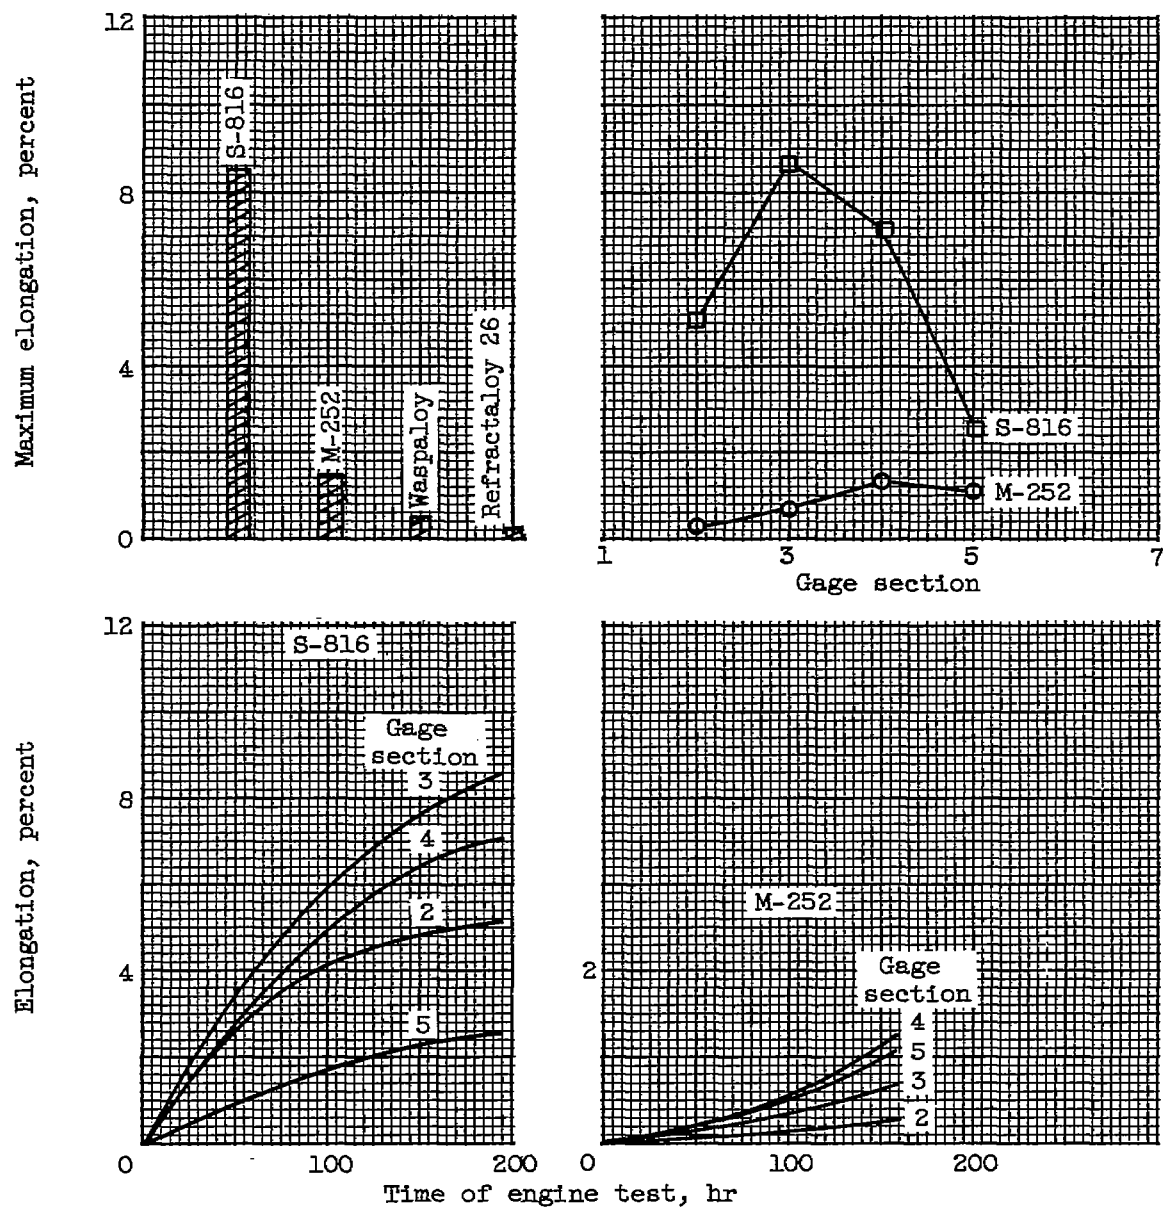 Maximum elongation, percent
12
8
4
0
S-816
M-252
Waspaloy
Refractaloy 26
S-816
M-252
1 3 5 7
Gage section
Elongation, percent
12
8
4
0
S-816
Gage
section
3
4
2
5
100
200
2
0
M-252
Gage
section
4
5
3
2
100
200
Time of engine test, hr